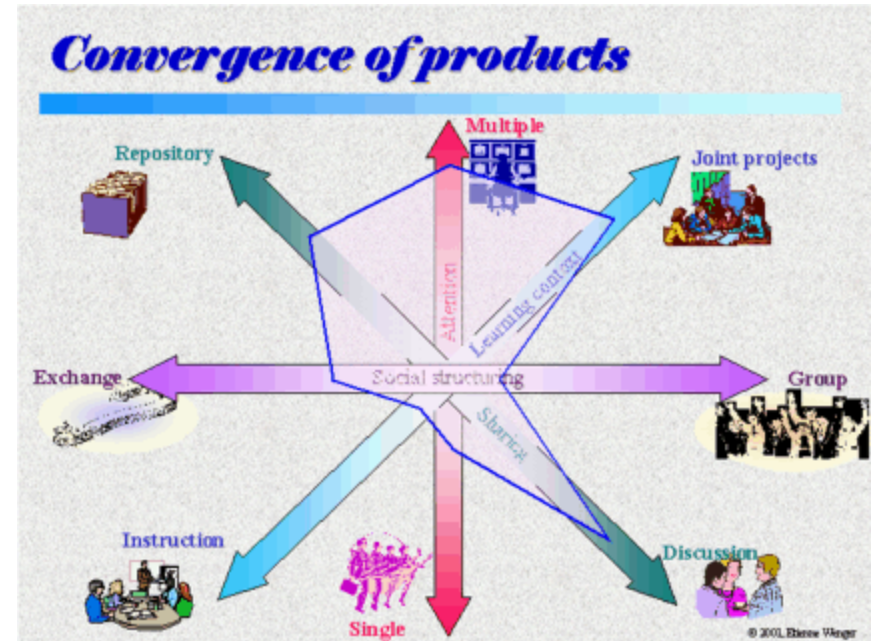 Convergence of products
Multiple
Repository
Joint projects
Attention
Learning context
Exchange
Social structuring
Group
Sharing
Instruction
Discussion
Single
© 2001, Etienne Wenger